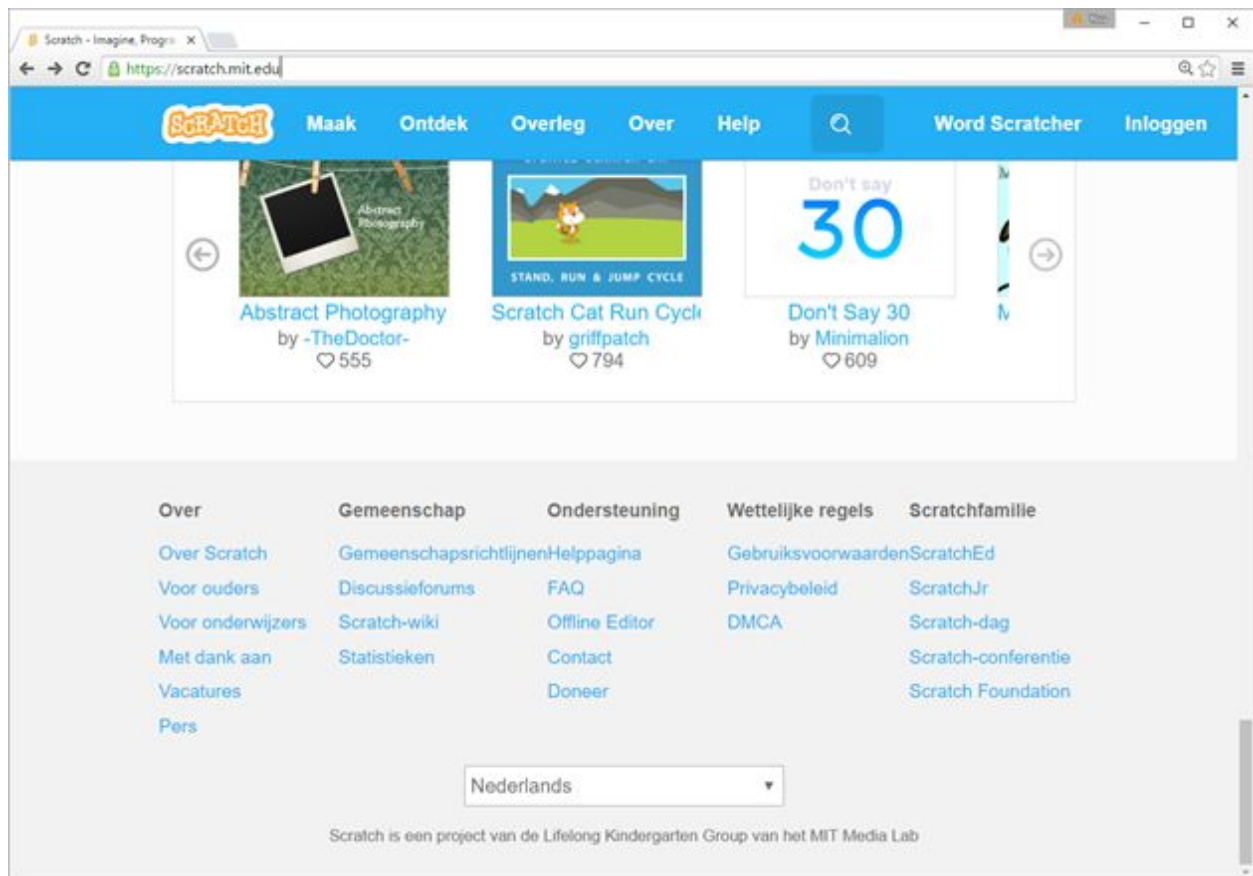 Scratch - Imagine, Progr
https://scratch.mit.edu
SCRATCH Maak Ontdek Overleg Over Help Word Scratcher Inloggen
Abstract
Photography
STAND, RUN & JUMP CYCLE
Don't say
30
Abstract Photography
by -TheDoctor-
555
Scratch Cat Run Cycl
by griffpatch
794
Don't Say 30
by Minimalion
609
Over
Over Scratch
Voor ouders
Voor onderwijzers
Met dank aan
Vacatures
Pers
Gemeenschap
Gemeenschapsrichtlijnen
Discussieforums
Scratch-wiki
Statistieken
Ondersteuning
Helppagina
FAQ
Offline Editor
Contact
Doneer
Wettelijke regels
Gebruiksvoorwaarden
Privacybeleid
DMCA
Scratchfamilie
ScratchEd
ScratchJr
Scratch-dag
Scratch-conferentie
Scratch Foundation
Nederlands
Scratch is een project van de Lifelong Kindergarten Group van het MIT Media Lab